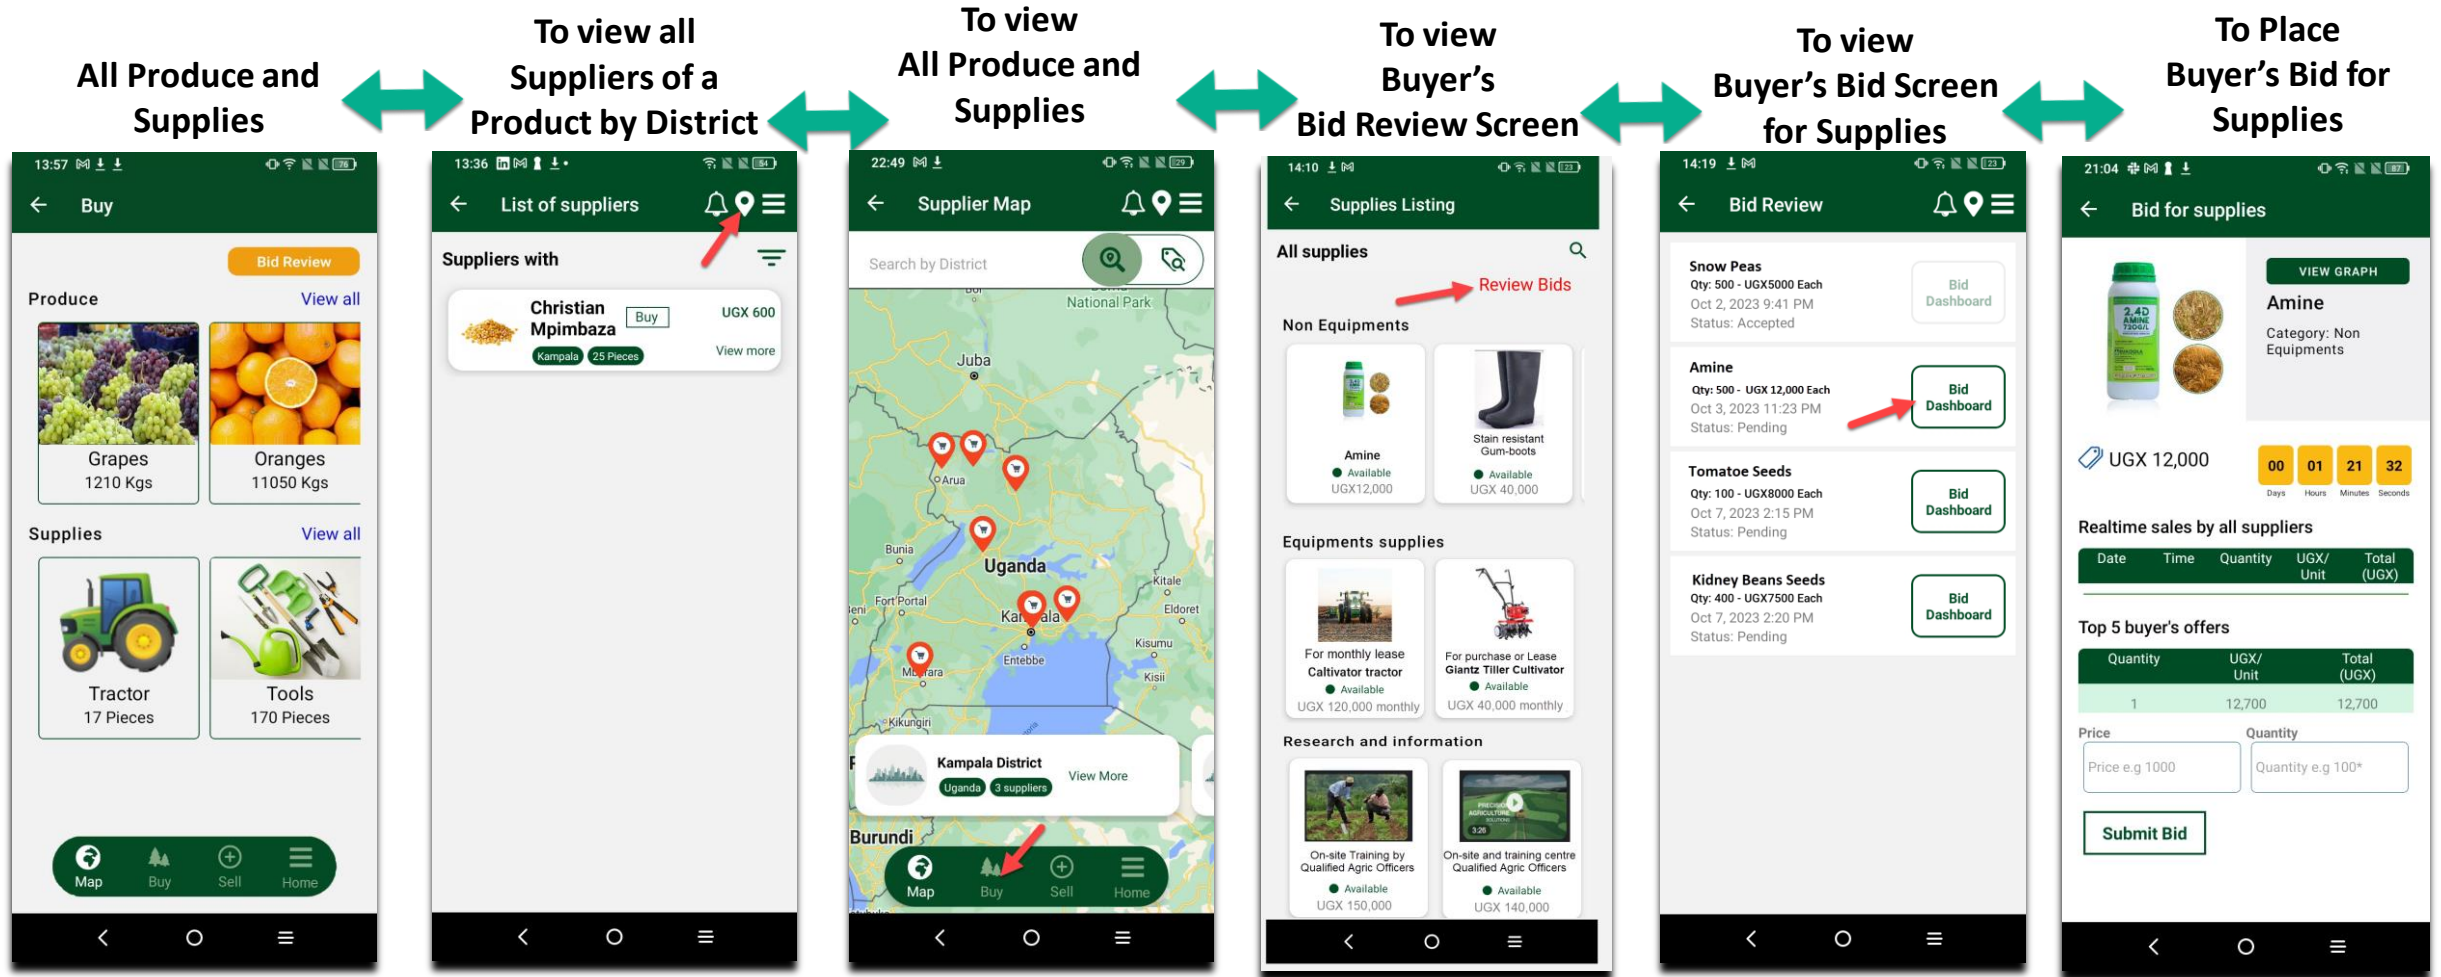 All Produce and
Supplies
To view all
Suppliers of a
Product by District
To view
All Produce and
Supplies
To view
Buyer's
Bid Review Screen
To view
Buyer's Bid Screen
for Supplies
To Place
Buyer's Bid for
Supplies
13:57
76
Buy
Bid Review
Produce
View all
Grapes
1210 Kgs
Oranges
11050 Kgs
Supplies
View all
Tractor
17 Pieces
Tools
170 Pieces
Map
Buy
Sell
Home
13:36
54
List of suppliers
Suppliers with
Christian
Mpimbaza
Buy
UGX 600
Kampala
25 Pieces
View more
22:49
29
Supplier Map
Search by District
National Park
Juba
Arua
Bunia
Uganda
Kitale
Fort Portal
Eldoret
Kisumu
Entebbe
Kisii
Kikungiri
Kampala District
Uganda
3 suppliers
View More
Burundi
Map
Buy
Sell
Home
14:10
23
Supplies Listing
All supplies
Review Bids
Non Equipments
Amine
Available
UGX12,000
Stain resistant
Gum-boots
Available
UGX 40,000
Equipments supplies
For monthly lease
Caltivator tractor
Available
UGX 120,000 monthly
For purchase or Lease
Giantz Tiller Cultivator
Available
UGX 40,000 monthly
Research and information
On-site Training by
Qualified Agric Officers
Available
UGX 150,000
PRECISION
AGRICULTURE
SOLUTIONS
3:26
On-site and training centre
Qualified Agric Officers
Available
UGX 140,000
14:19
23
Bid Review
Snow Peas
Qty: 500 - UGX5000 Each
Oct 2, 2023 9:41 PM
Status: Accepted
Bid
Dashboard
Amine
Qty: 500 - UGX 12,000 Each
Oct 3, 2023 11:23 PM
Status: Pending
Bid
Dashboard
Tomatoe Seeds
Qty: 100 - UGX8000 Each
Oct 7, 2023 2:15 PM
Status: Pending
Bid
Dashboard
Kidney Beans Seeds
Qty: 400 - UGX7500 Each
Oct 7, 2023 2:20 PM
Status: Pending
Bid
Dashboard
21:04
87
Bid for supplies
2,4D
AMINE
720G/L
VIEW GRAPH
Amine
Category: Non
Equipments
UGX 12,000
00 01 21 32
Days Hours Minutes Seconds
Realtime sales by all suppliers
Date Time Quantity UGX/ Total
Unit (UGX)
Top 5 buyer's offers
Quantity UGX/ Total
Unit (UGX)
1 12,700 12,700
Price Quantity
Price e.g 1000 Quantity e.g 100*
Submit Bid